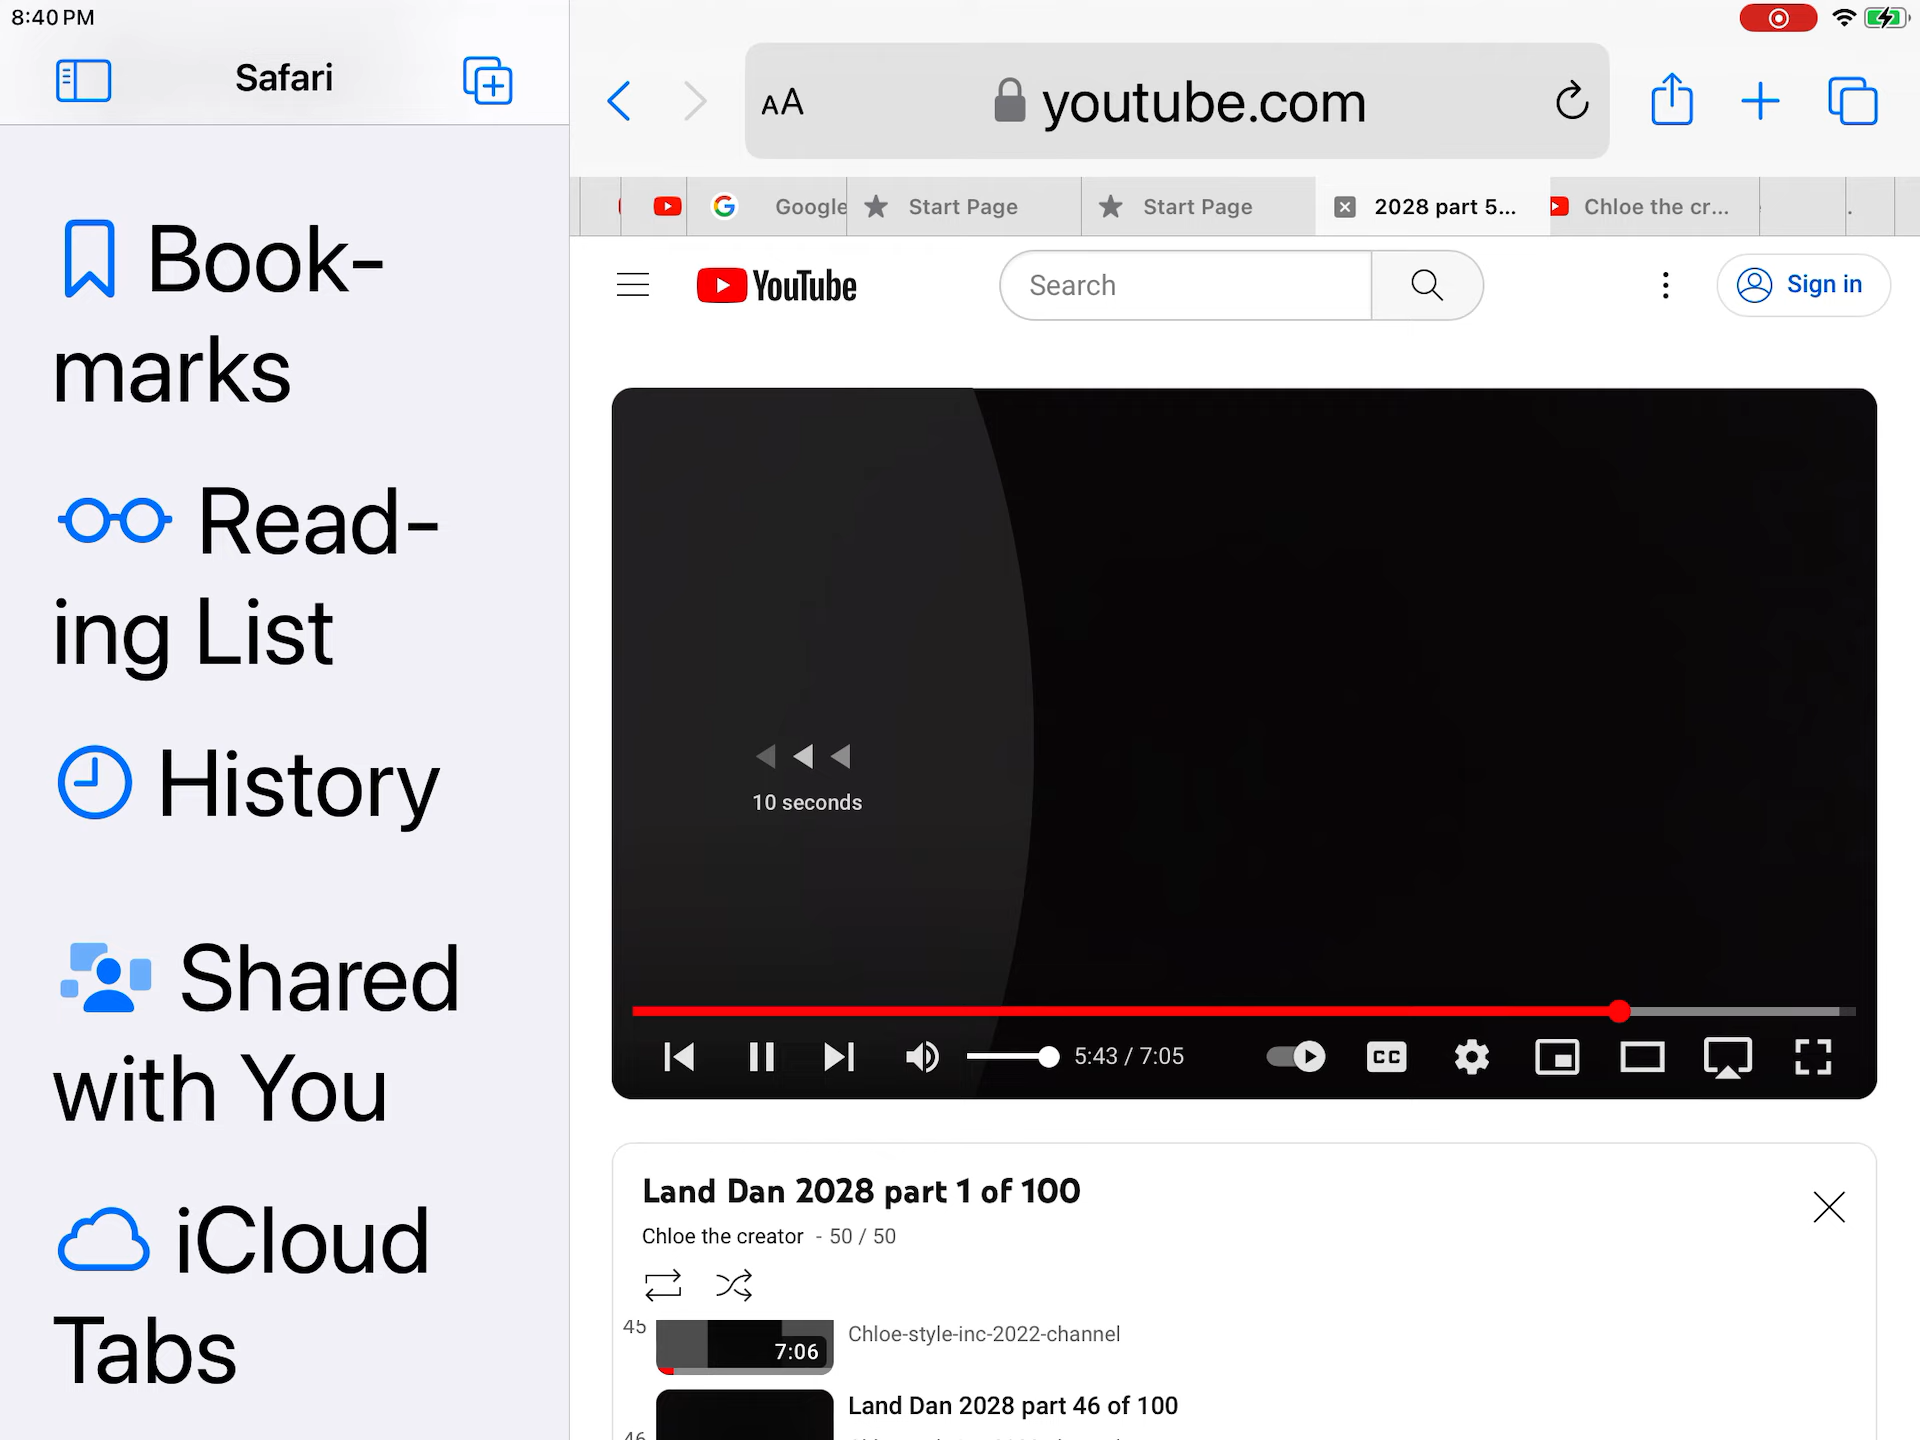 8:40 PM
Safari
AA
youtube.com
Google
Start Page
Start Page
2028 part 5...
Chloe the cr...
.
YouTube
Search
Sign in
Book-
marks
Read-
ing List
History
Shared
with You
iCloud
Tabs
10 seconds
5:43 / 7:05
CC
Land Dan 2028 part 1 of 100
Chloe the creator - 50 / 50
45
7:06
Chloe-style-inc-2022-channel
Land Dan 2028 part 46 of 100
46